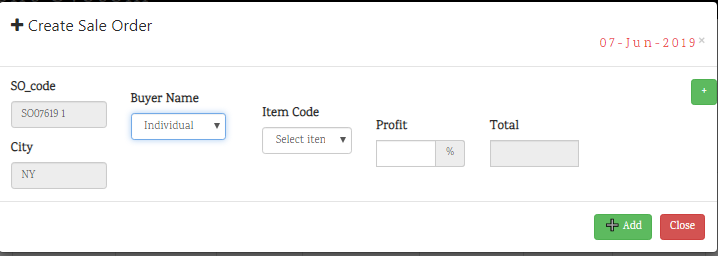 Create Sale Order
07-Jun-2019 ×
SO_code
SO07619 1
Buyer Name
Individual
Item Code
Select iten
Profit
%
Total
+
City
NY
Add
Close